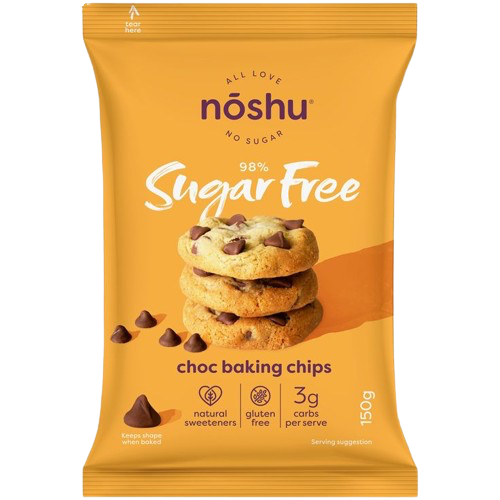 tear
here
ALL LOVE
nōshu®
NO SUGAR
98%
Sugar Free
choc baking chips
natural
sweeteners
gluten
free
3g
carbs
per serve
150g
Keeps shape
when baked
Serving suggestion